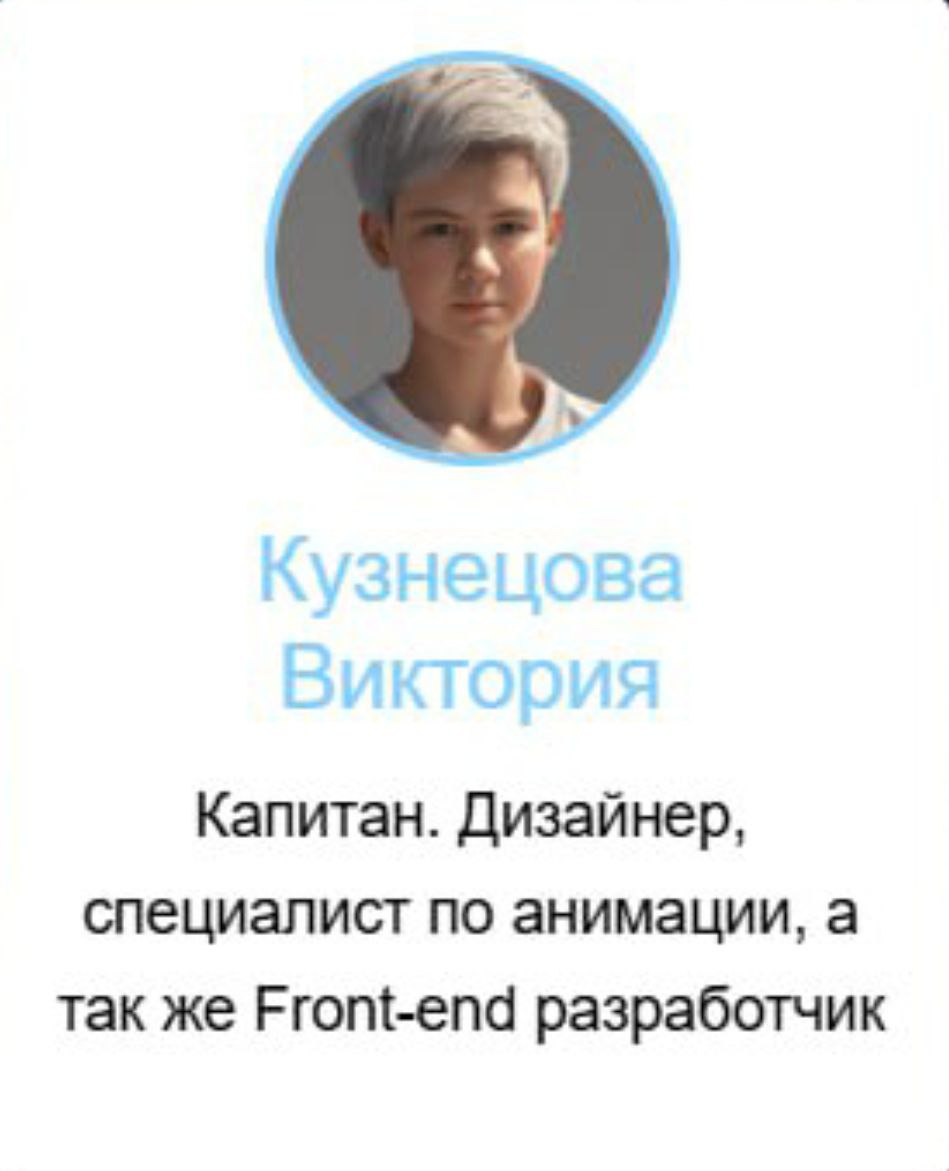 Кузнецова
Виктория
Капитан. Дизайнер,
специалист по анимации, а
так же Front-end разработчик